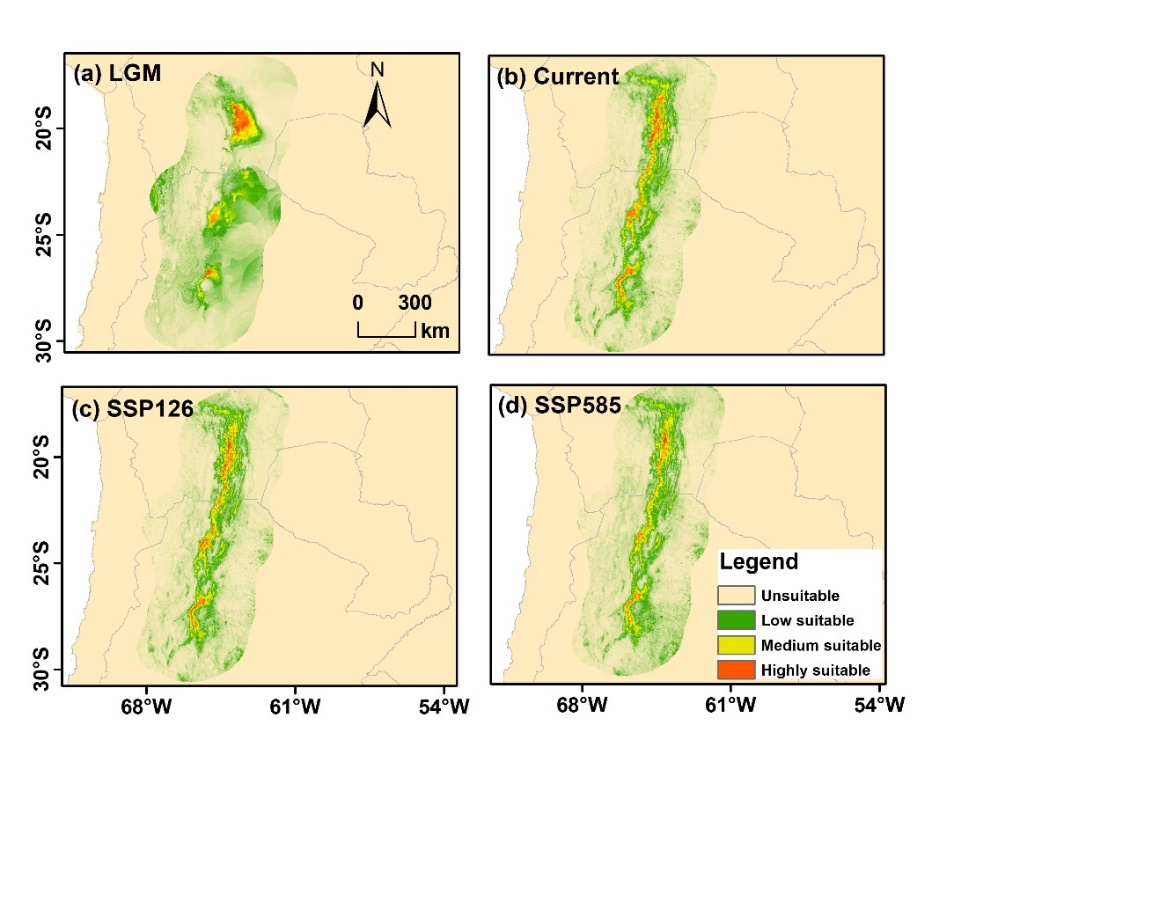 (a) LGM
N
20°S
25°S
30°S
0 300
km
(b) Current
(c) SSP126
20°S
25°S
30°S
68°W 61°W 54°W
(d) SSP585
Legend
Unsuitable
Low suitable
Medium suitable
Highly suitable
68°W 61°W 54°W